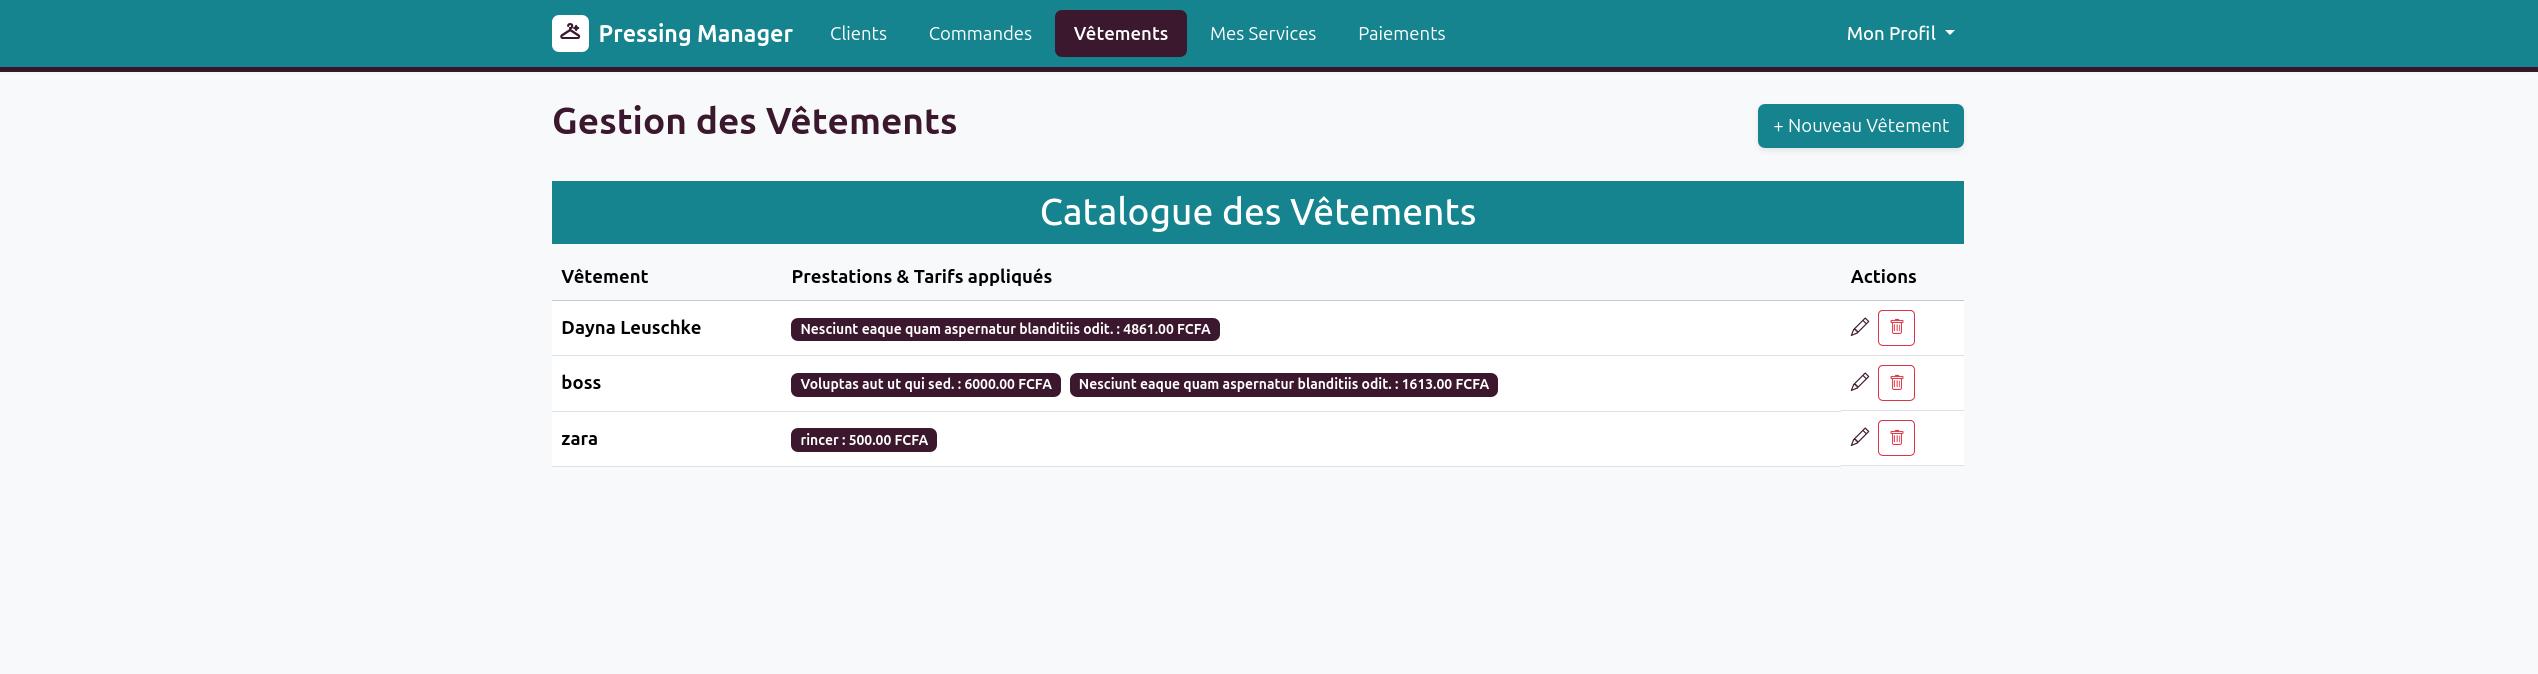 Pressing Manager Clients Commandes Vêtements Mes Services Paiements Mon Profil
Gestion des Vêtements
+ Nouveau Vêtement
Catalogue des Vêtements
Vêtement Prestations & Tarifs appliqués Actions
Dayna Leuschke Nesciunt eaque quam aspernatur blanditiis odit. : 4861.00 FCFA
boss Voluptas aut ut qui sed. : 6000.00 FCFA Nesciunt eaque quam aspernatur blanditiis odit. : 1613.00 FCFA
zara rincer : 500.00 FCFA